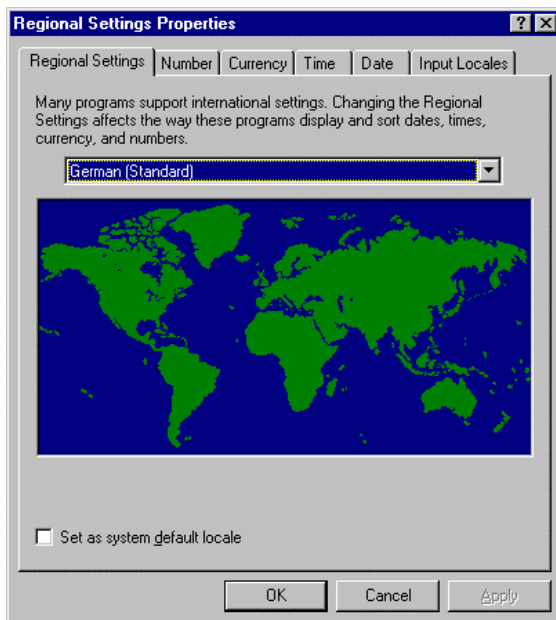 Regional Settings Properties
Regional Settings Number Currency Time Date Input Locales
Many programs support international settings. Changing the Regional
Settings affects the way these programs display and sort dates, times,
currency, and numbers.
German (Standard)
Set as system default locale
OK Cancel Apply